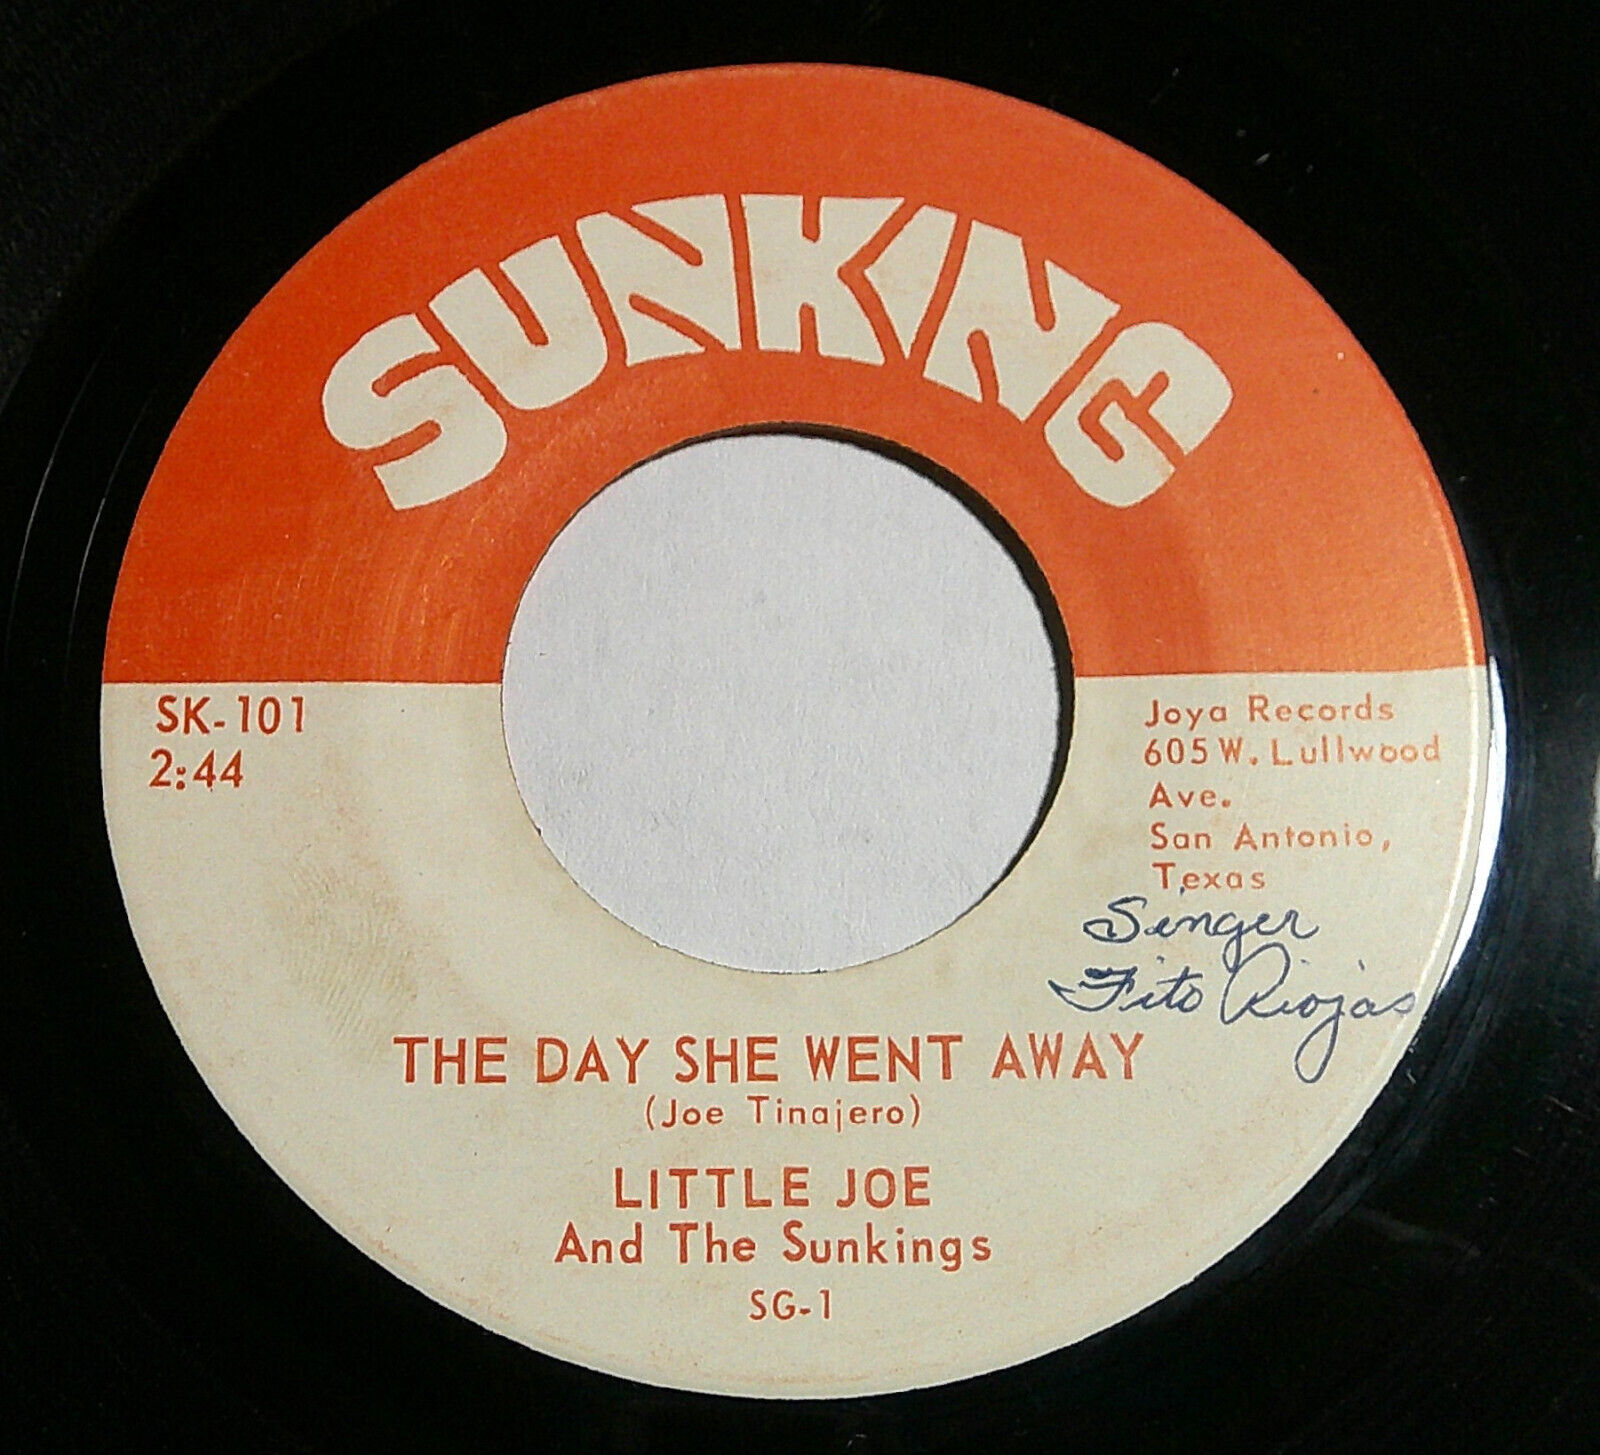 SUNKING
SK-101
2:44
Joya Records
605 W. Lullwood
Ave.
San Antonio,
Texas
Singer
Fito Riojas
THE DAY SHE WENT AWAY
(Joe Tinajero)
LITTLE JOE
And The Sunkings
SG-1